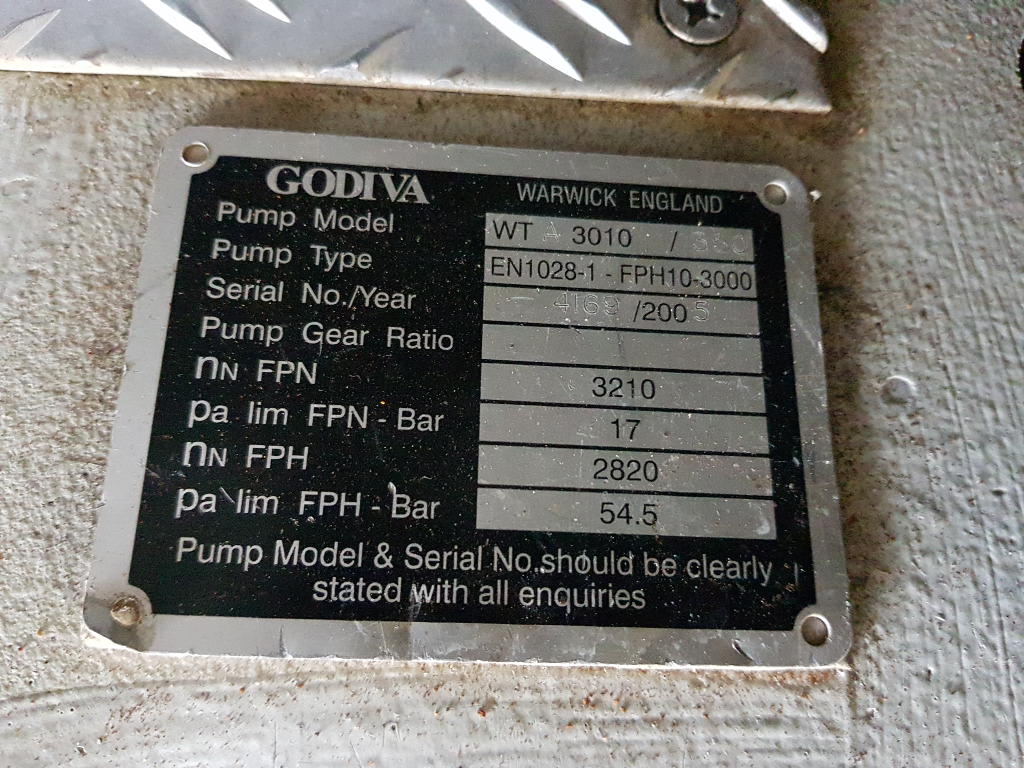 GODIVA WARWICK ENGLAND
Pump Model WT A 3010 /
Pump Type EN1028-1 - FPH10-3000
Serial No./Year 4169 /2005
Pump Gear Ratio
nN FPN 3210
pa lim FPN - Bar 17
nN FPH 2820
pa lim FPH - Bar 54.5
Pump Model & Serial No.should be clearly
stated with all enquiries